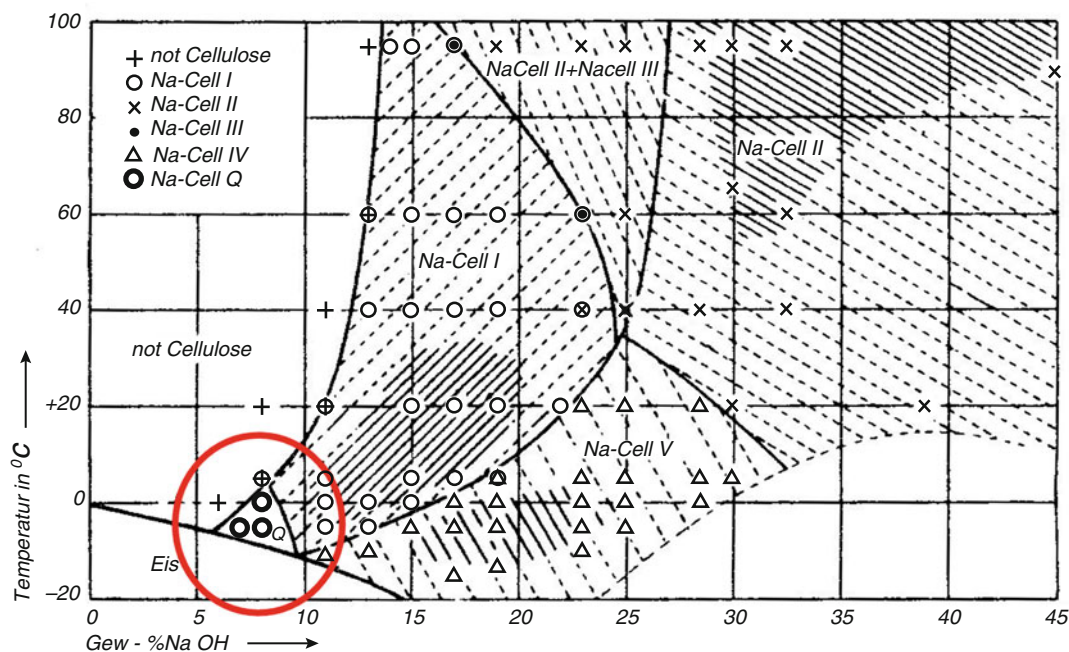 100
80
60
40
+20
0
–20
Temperatur in ⁰C
+ not Cellulose
Na-Cell I
× Na-Cell II
Na-Cell III
Na-Cell IV
Na-Cell Q
NaCell II+Nacell III
Na-Cell II
Na-Cell I
not Cellulose
Na-Cell V
Q
Eis
0 5 10 15 20 25 30 35 40 45
Gew - %Na OH